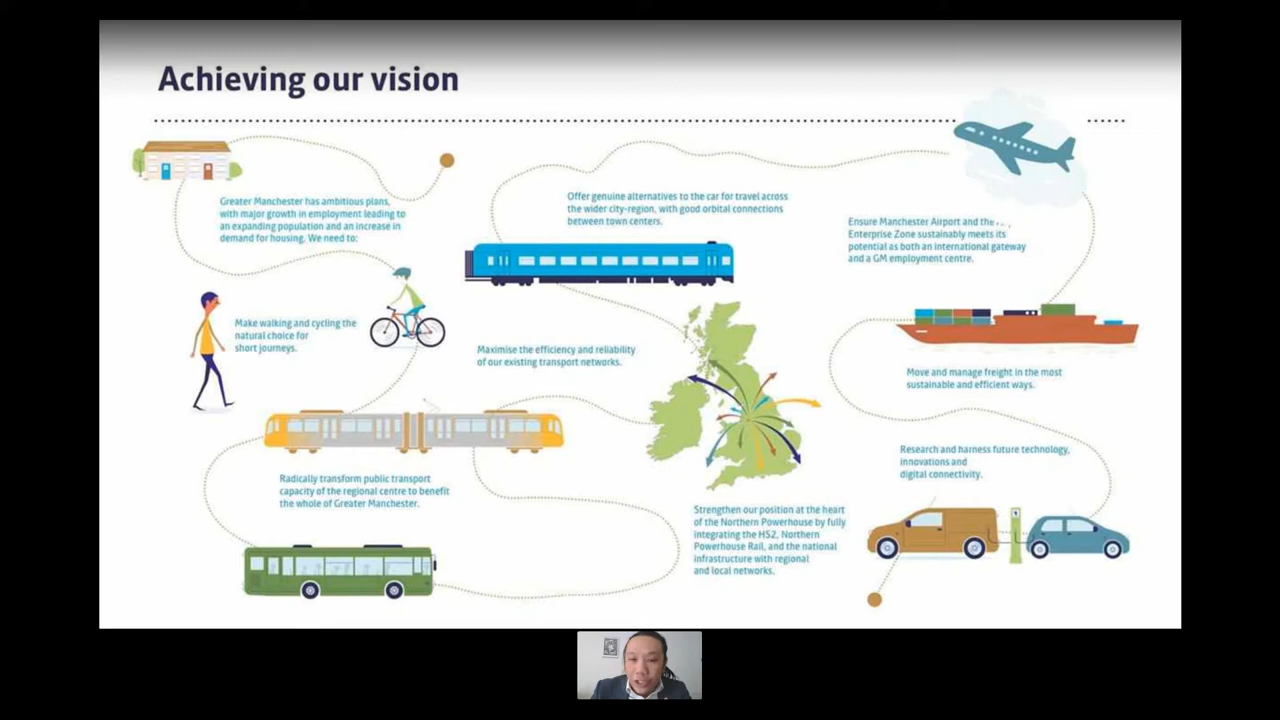 Achieving our vision
Greater Manchester has ambitious plans,
with major growth in employment leading to
an expanding population and an increase in
demand for housing. We need to:
Offer genuine alternatives to the car for travel across
the wider city-region, with good orbital connections
between town centers.
Ensure Manchester Airport and the
Enterprise Zone sustainably meets its
potential as both an international gateway
and a GM employment centre.
Make walking and cycling the
natural choice for
short journeys.
Maximise the efficiency and reliability
of our existing transport networks.
Move and manage freight in the most
sustainable and efficient ways.
Radically transform public transport
capacity of the regional centre to benefit
the whole of Greater Manchester.
Research and harness future technology,
innovations and
digital connectivity.
Strengthen our position at the heart
of the Northern Powerhouse by fully
integrating the HS2, Northern
Powerhouse Rail, and the national
infrastructure with regional
and local networks.